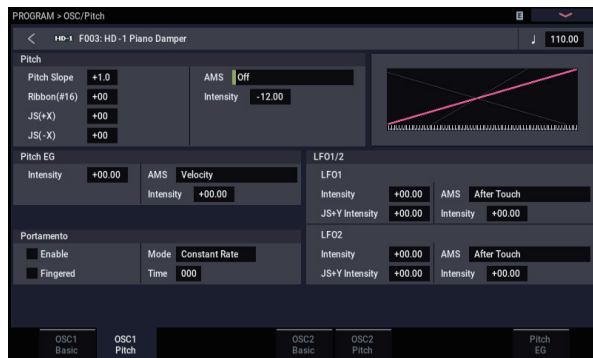 PROGRAM > OSC/Pitch E
HD-1 F003: HD -1 Piano Damper ♩ 110.00
Pitch
Pitch Slope +1.0 AMS Off
Ribbon(#16) +00 Intensity -12.00
JS(+X) +00
JS(-X) +00
Pitch EG
Intensity +00.00 AMS Velocity
Intensity +00.00
LFO1/2
LFO1
Intensity +00.00 AMS After Touch
JS+Y Intensity +00.00 Intensity +00.00
Portamento
Enable Mode Constant Rate
Fingered Time 000
LFO2
Intensity +00.00 AMS After Touch
JS+Y Intensity +00.00 Intensity +00.00
OSC1 Basic
OSC1 Pitch
OSC2 Basic
OSC2 Pitch
Pitch EG